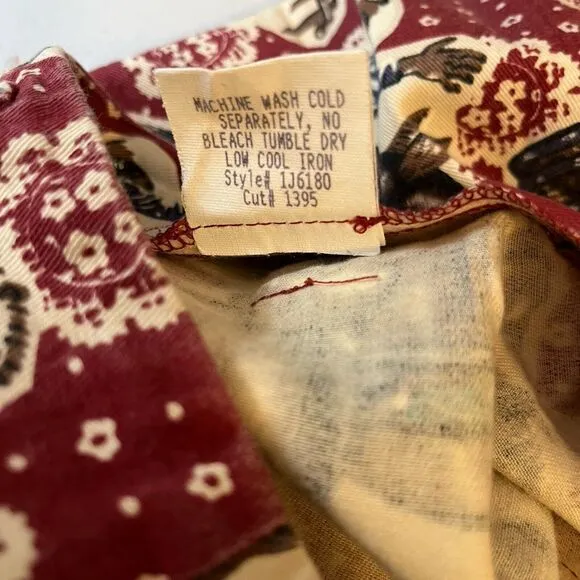 MACHINE WASH COLD
SEPARATELY, NO
BLEACH TUMBLE DRY
LOW COOL IRON
Style# 1J6180
Cut# 1395